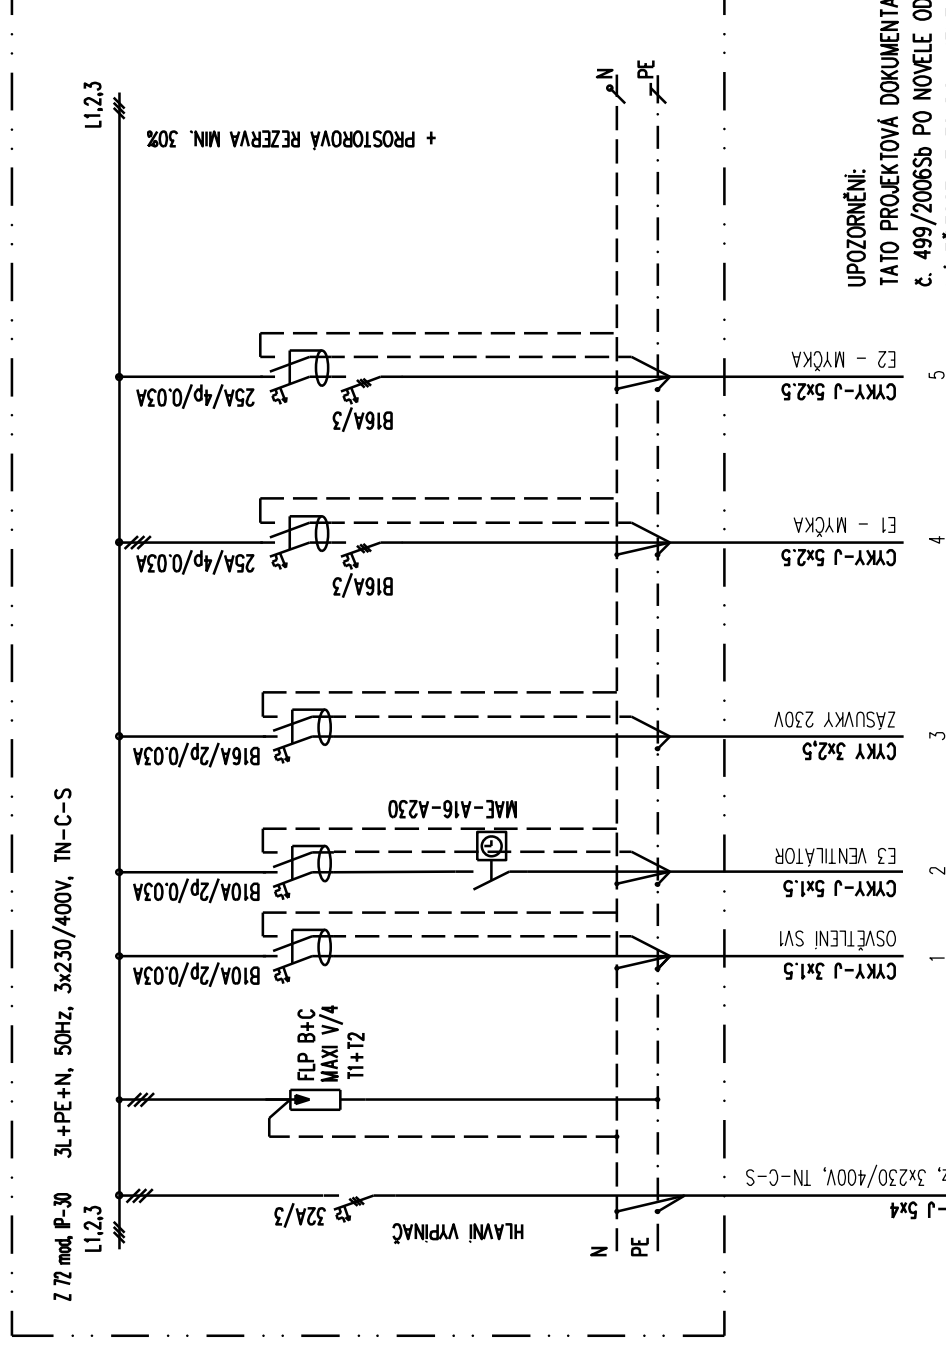 Z 72 mod, IP-30 3L+PE+N, 50Hz, 3x230/400V, TN-C-S
L1,2,3
L1,2,3
+ PROSTOROVÁ REZERVA MIN. 30%
32A/3
HLAVNÍ VYPÍNAČ
FLP B+C
MAXI V/4
T1+T2
B10A/2p/0.03A
B10A/2p/0.03A
MAE-A16-A230
B16A/2p/0.03A
25A/4p/0.03A
B16A/3
25A/4p/0.03A
B16A/3
N
PE
N
PE
Z, 3x230/400V, TN-C-S
-J 5x4
OSVĚTLENÍ SV1
CYKY-J 3x1.5
1
E3 VENTILÁTOR
CYKY-J 5x1.5
2
ZÁSUVKY 230V
CYKY 3x2,5
3
E1 - MYČKA
CYKY-J 5x2.5
4
E2 - MYČKA
CYKY-J 5x2.5
5
UPOZORNĚNÍ:
TATO PROJEKTOVÁ DOKUMENTA
č. 499/2006Sb PO NOVELE OD